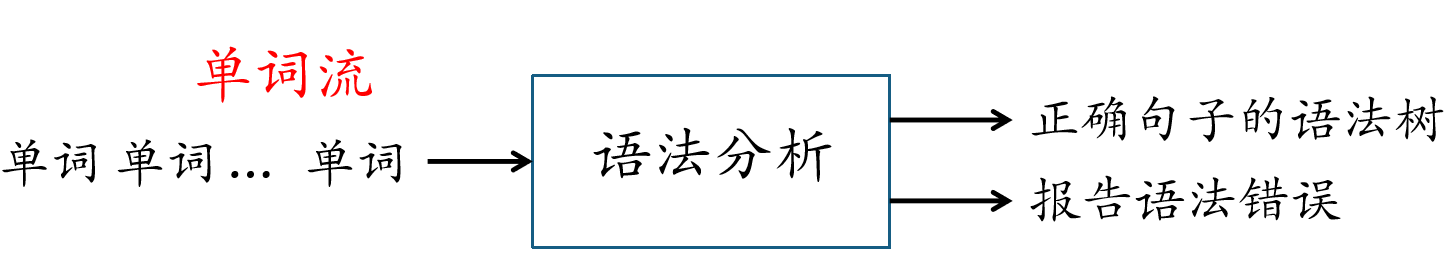 单词流
单词 单词 … 单词
语法分析
正确句子的语法树
报告语法错误